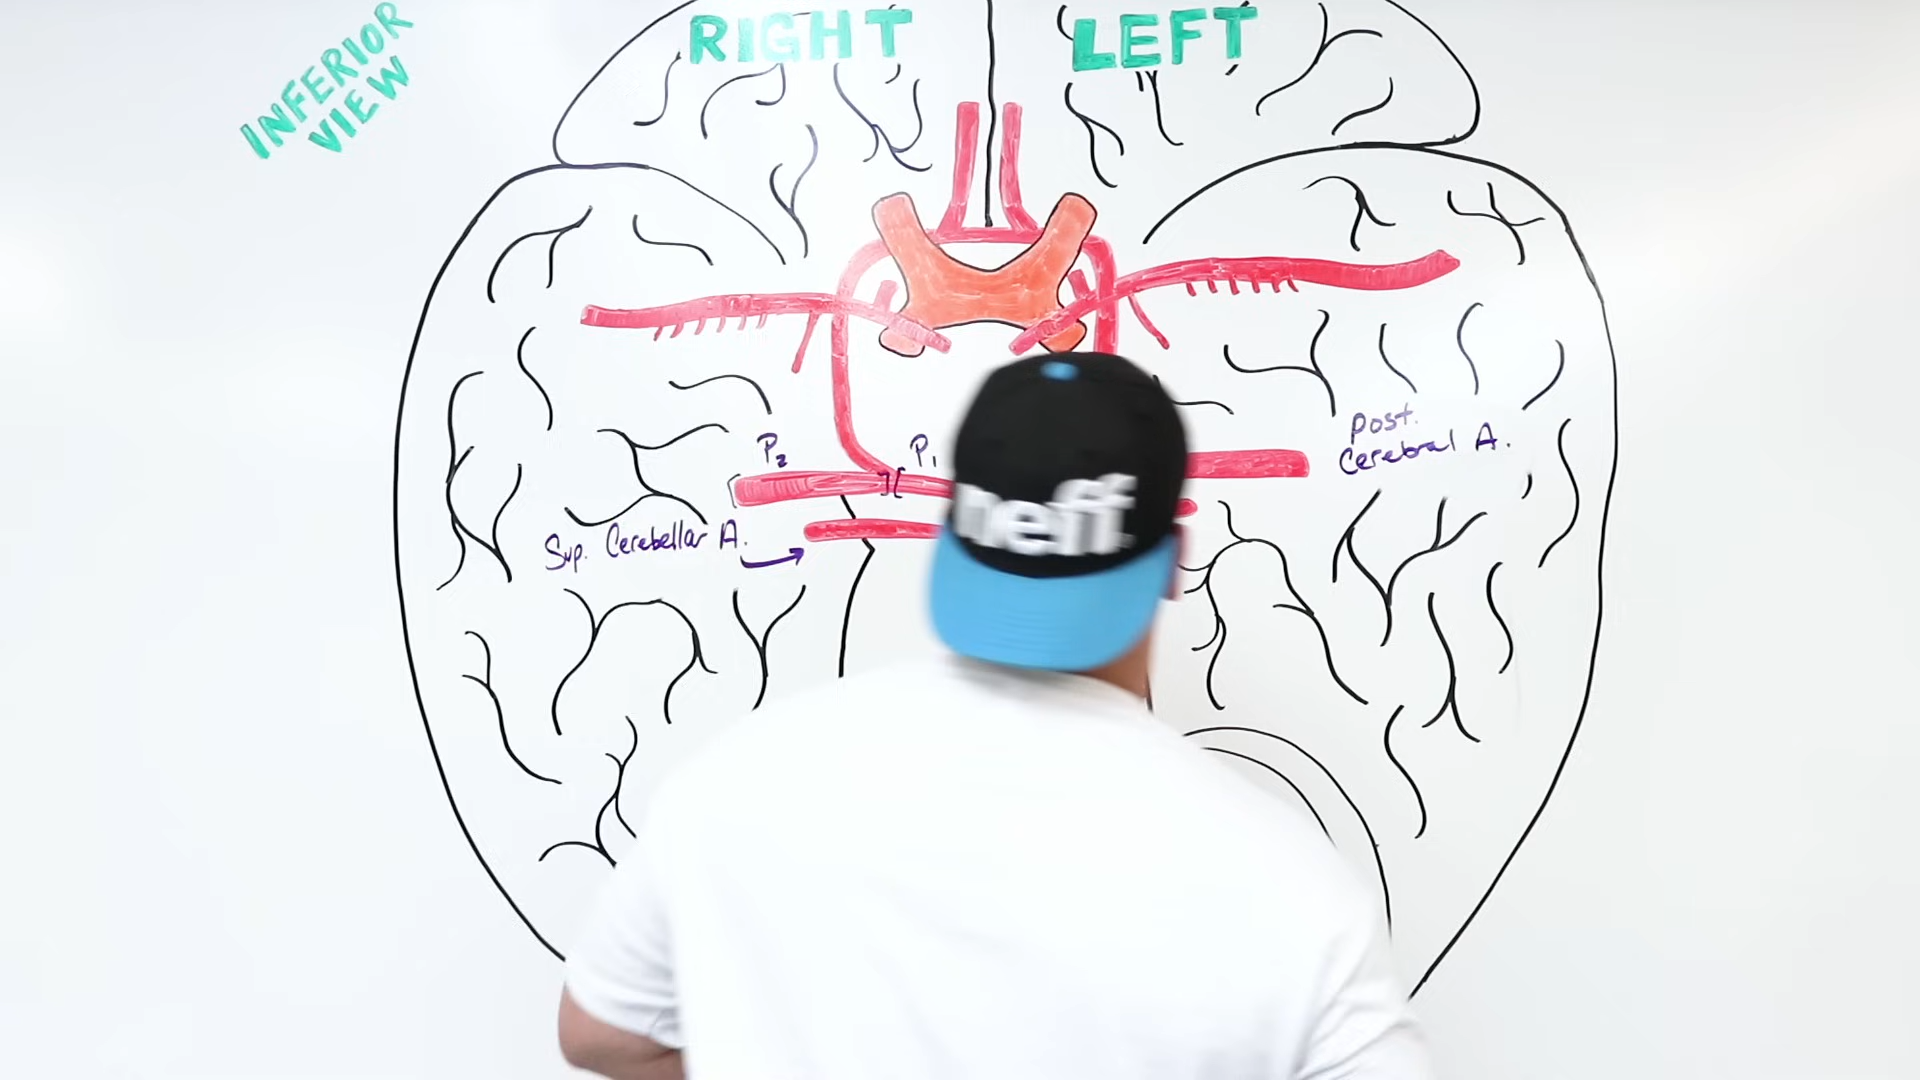 INFERIOR
VIEW
RIGHT
LEFT
Post.
Cerebral A.
P₂
P₁
neff
Sup. Cerebellar A.